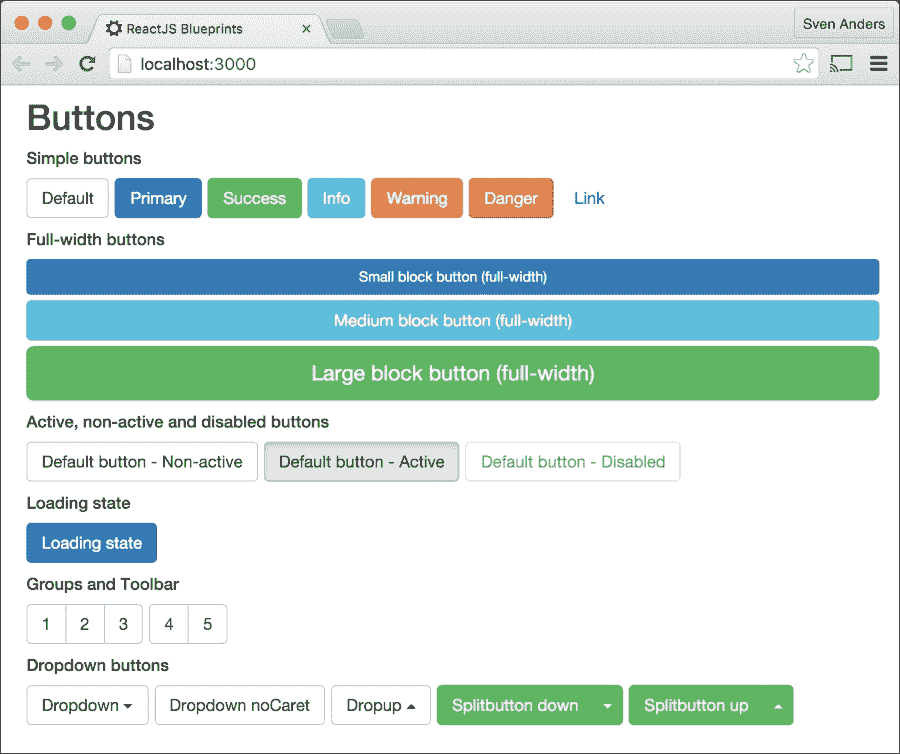 ReactJS Blueprints
Sven Anders
localhost:3000
Buttons
Simple buttons
Default Primary Success Info Warning Danger Link
Full-width buttons
Small block button (full-width)
Medium block button (full-width)
Large block button (full-width)
Active, non-active and disabled buttons
Default button - Non-active Default button - Active Default button - Disabled
Loading state
Loading state
Groups and Toolbar
1 2 3 4 5
Dropdown buttons
Dropdown Dropdown noCaret Dropup Splitbutton down Splitbutton up